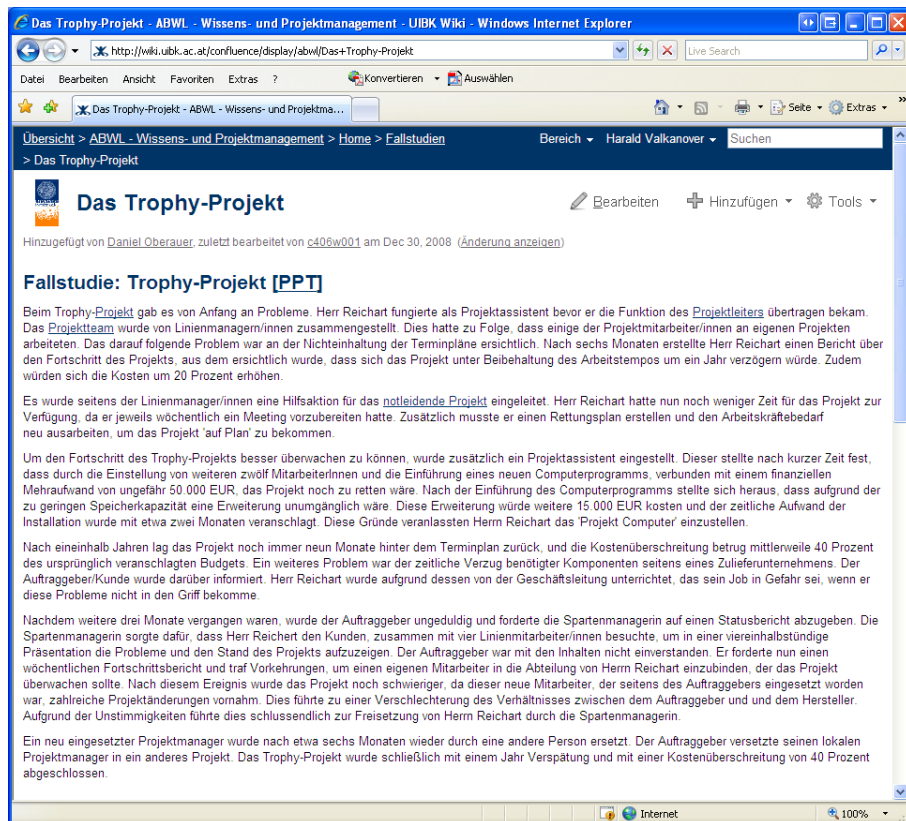 Das Trophy-Projekt - ABWL - Wissens- und Projektmanagement - UIBK Wiki - Windows Internet Explorer
http://wiki.uibk.ac.at/confluence/display/abwl/Das+Trophy-Projekt
Live Search
Datei Bearbeiten Ansicht Favoriten Extras ? Konvertieren Auswählen
Das Trophy-Projekt - ABWL - Wissens- und Projektma... Seite Extras »
Übersicht > ABWL - Wissens- und Projektmanagement > Home > Fallstudien Bereich Harald Valkanover Suchen
> Das Trophy-Projekt
Das Trophy-Projekt Bearbeiten Hinzufügen Tools
Hinzugefügt von Daniel Oberauer, zuletzt bearbeitet von c406w001 am Dec 30, 2008 (Änderung anzeigen)
Fallstudie: Trophy-Projekt [PPT]
Beim Trophy-Projekt gab es von Anfang an Probleme. Herr Reichart fungierte als Projektassistent bevor er die Funktion des Projektleiters übertragen bekam.
Das Projektteam wurde von Linienmanagern/innen zusammengestellt. Dies hatte zu Folge, dass einige der Projektmitarbeiter/innen an eigenen Projekten
arbeiteten. Das darauf folgende Problem war an der Nichteinhaltung der Terminpläne ersichtlich. Nach sechs Monaten erstellte Herr Reichart einen Bericht über
den Fortschritt des Projekts, aus dem ersichtlich wurde, dass sich das Projekt unter Beibehaltung des Arbeitstempos um ein Jahr verzögern würde. Zudem
würden sich die Kosten um 20 Prozent erhöhen.
Es wurde seitens der Linienmanager/innen eine Hilfsaktion für das notleidende Projekt eingeleitet. Herr Reichart hatte nun noch weniger Zeit für das Projekt zur
Verfügung, da er jeweils wöchentlich ein Meeting vorzubereiten hatte. Zusätzlich musste er einen Rettungsplan erstellen und den Arbeitskräftebedarf
neu ausarbeiten, um das Projekt 'auf Plan' zu bekommen.
Um den Fortschritt des Trophy-Projekts besser überwachen zu können, wurde zusätzlich ein Projektassistent eingestellt. Dieser stellte nach kurzer Zeit fest,
dass durch die Einstellung von weiteren zwölf MitarbeiterInnen und die Einführung eines neuen Computerprogramms, verbunden mit einem finanziellen
Mehraufwand von ungefähr 50.000 EUR, das Projekt noch zu retten wäre. Nach der Einführung des Computerprogramms stellte sich heraus, dass aufgrund der
zu geringen Speicherkapazität eine Erweiterung unumgänglich wäre. Diese Erweiterung würde weitere 15.000 EUR kosten und der zeitliche Aufwand der
Installation wurde mit etwa zwei Monaten veranschlagt. Diese Gründe veranlassten Herrn Reichart das 'Projekt Computer' einzustellen.
Nach eineinhalb Jahren lag das Projekt noch immer neun Monate hinter dem Terminplan zurück, und die Kostenüberschreitung betrug mittlerweile 40 Prozent
des ursprünglich veranschlagten Budgets. Ein weiteres Problem war der zeitliche Verzug benötigter Komponenten seitens eines Zulieferunternehmens. Der
Auftraggeber/Kunde wurde darüber informiert. Herr Reichart wurde aufgrund dessen von der Geschäftsleitung unterrichtet, das sein Job in Gefahr sei, wenn er
diese Probleme nicht in den Griff bekomme.
Nachdem weitere drei Monate vergangen waren, wurde der Auftraggeber ungeduldig und forderte die Spartenmanagerin auf einen Statusbericht abzugeben. Die
Spartenmanagerin sorgte dafür, dass Herr Reichert den Kunden, zusammen mit vier Linienmitarbeiter/innen besuchte, um in einer viereinhalbstündige
Präsentation die Probleme und den Stand des Projekts aufzuzeigen. Der Auftraggeber war mit den Inhalten nicht einverstanden. Er forderte nun einen
wöchentlichen Fortschrittsbericht und traf Vorkehrungen, um einen eigenen Mitarbeiter in die Abteilung von Herrn Reichart einzubinden, der das Projekt
überwachen sollte. Nach diesem Ereignis wurde das Projekt noch schwieriger, da dieser neue Mitarbeiter, der seitens des Auftraggebers eingesetzt worden
war, zahlreiche Projektänderungen vornahm. Dies führte zu einer Verschlechterung des Verhältnisses zwischen dem Auftraggeber und und dem Hersteller.
Aufgrund der Unstimmigkeiten führte dies schlussendlich zur Freisetzung von Herrn Reichart durch die Spartenmanagerin.
Ein neu eingesetzter Projektmanager wurde nach etwa sechs Monaten wieder durch eine andere Person ersetzt. Der Auftraggeber versetzte seinen lokalen
Projektmanager in ein anderes Projekt. Das Trophy-Projekt wurde schließlich mit einem Jahr Verspätung und mit einer Kostenüberschreitung von 40 Prozent
abgeschlossen.
Internet 100%